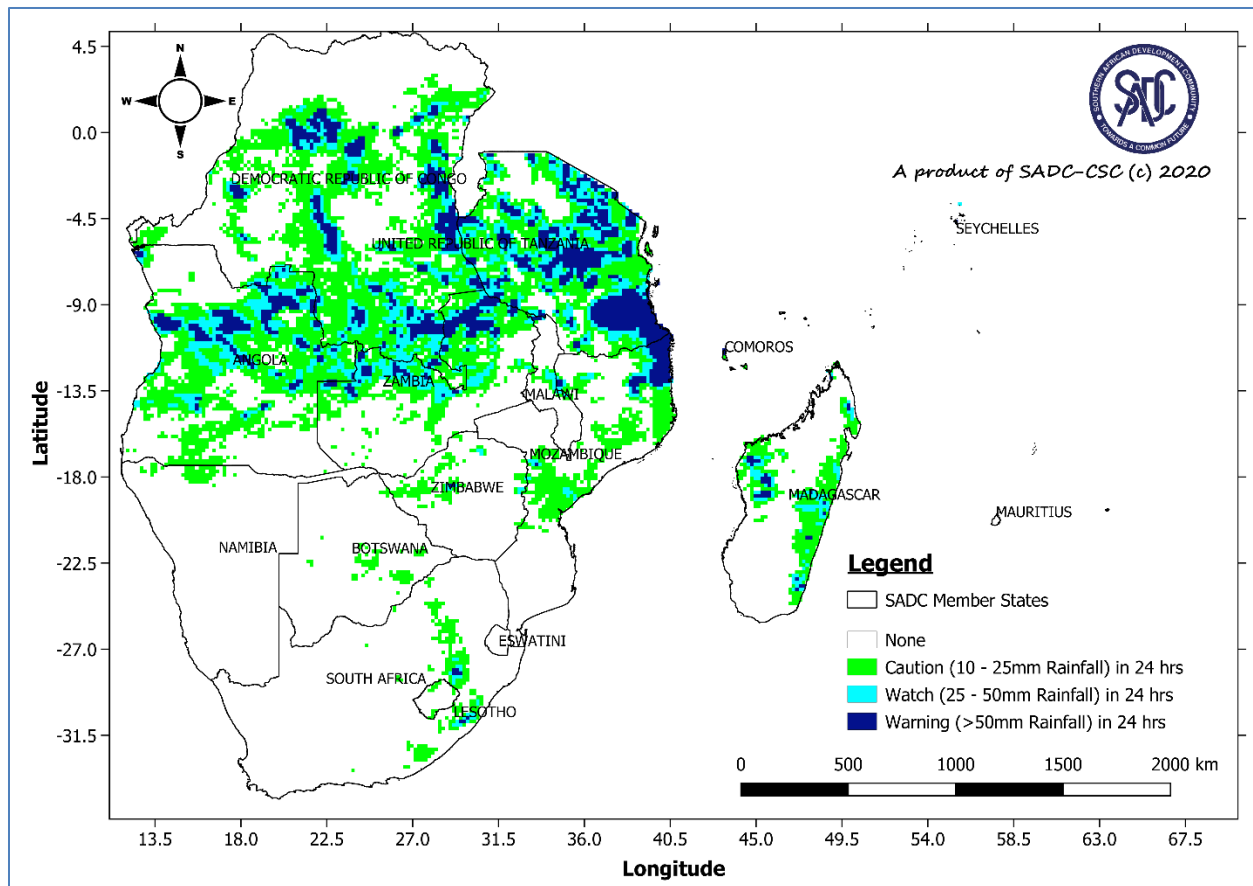 N
W E
S
SOUTHERN AFRICAN DEVELOPMENT COMMUNITY
SADC
TOWARDS A COMMON FUTURE
A product of SADC-CSC (c) 2020
4.5
0.0
-4.5
-9.0
-13.5
-18.0
-22.5
-27.0
-31.5
Latitude
DEMOCRATIC REPUBLIC OF CONGO
SEYCHELLES
UNITED REPUBLIC OF TANZANIA
COMOROS
ANGOLA
ZAMBIA
MALAWI
MOZAMBIQUE
ZIMBABWE
MADAGASCAR
MAURITIUS
NAMIBIA
BOTSWANA
ESWATINI
SOUTH AFRICA
LESOTHO
Legend
SADC Member States
None
Caution (10 - 25mm Rainfall) in 24 hrs
Watch (25 - 50mm Rainfall) in 24 hrs
Warning (>50mm Rainfall) in 24 hrs
0 500 1000 1500 2000 km
13.5 18.0 22.5 27.0 31.5 36.0 40.5 45.0 49.5 54.0 58.5 63.0 67.5
Longitude